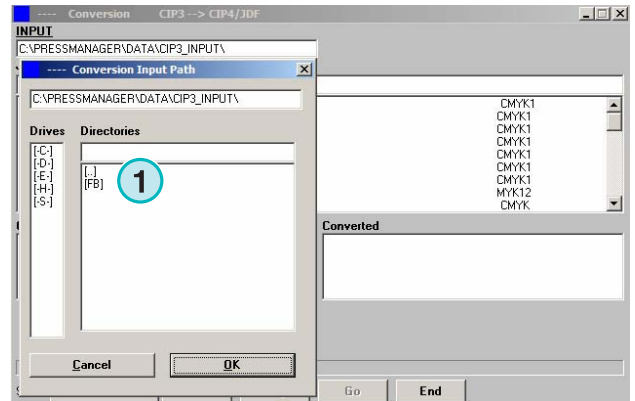 ---- Conversion CIP3 --> CIP4/JDF
INPUT
C:\PRESSMANAGER\DATA\CIP3_INPUT\
---- Conversion Input Path
C:\PRESSMANAGER\DATA\CIP3_INPUT\
Drives Directories
[-C-]
[-D-]
[-E-]
[-H-]
[-S-]
[..]
[FB]
1
CMYK1
CMYK1
CMYK1
CMYK1
CMYK1
CMYK1
CMYK1
MYK12
CMYK
Converted
Cancel OK
Go End